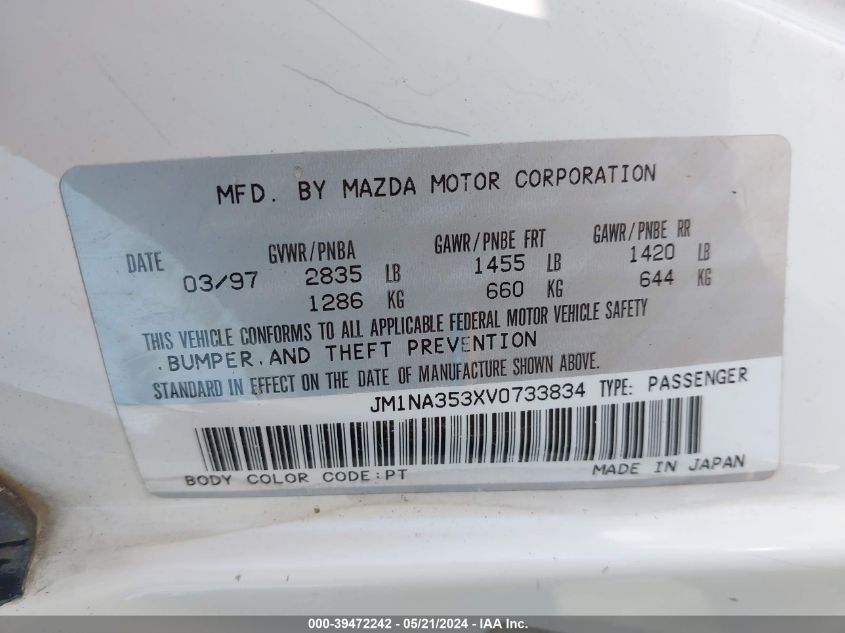 MFD. BY MAZDA MOTOR CORPORATION
DATE GVWR/PNBA GAWR/PNBE FRT GAWR/PNBE RR
03/97 2835 LB 1455 LB 1420 LB
1286 KG 660 KG 644 KG
THIS VEHICLE CONFORMS TO ALL APPLICABLE FEDERAL MOTOR VEHICLE SAFETY
.BUMPER.AND THEFT PREVENTION
STANDARD IN EFFECT ON THE DATE OF MANUFACTURE SHOWN ABOVE.
JM1NA353XV0733834 TYPE: PASSENGER
BODY COLOR CODE:PT MADE IN JAPAN
000-39472242 - 05/21/2024 - IAA Inc.